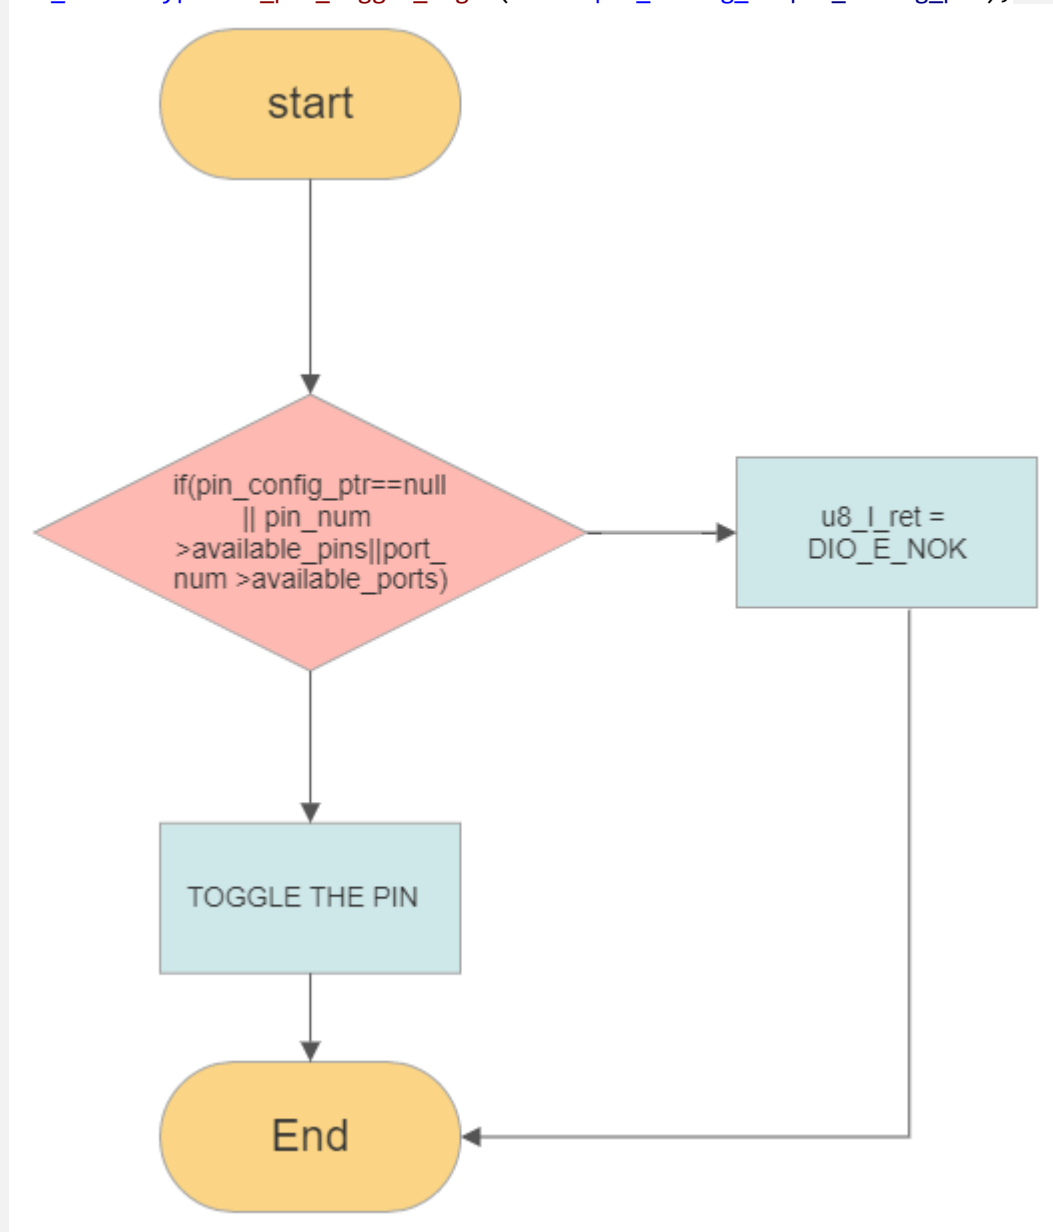 start
if(pin_config_ptr==null
|| pin_num
>available_pins||port_
num >available_ports)
u8_l_ret =
DIO_E_NOK
TOGGLE THE PIN
End